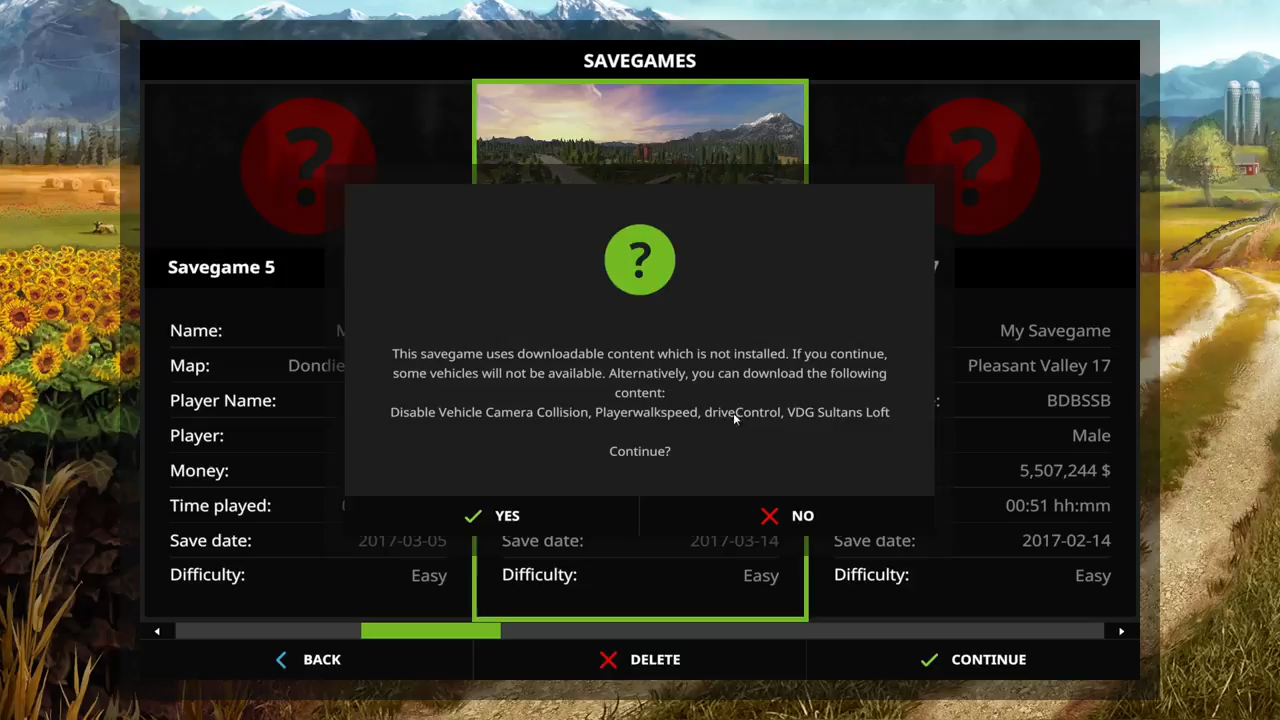 SAVEGAMES
Savegame 5
7
Name:
M
My Savegame
Map:
Dondie
Pleasant Valley 17
Player Name:
BDBSSB
Player:
Male
Money:
5,507,244 $
Time played:
00:51 hh:mm
Save date:
2017-03-05
Save date:
2017-03-14
Save date:
2017-02-14
Difficulty:
Easy
Difficulty:
Easy
Difficulty:
Easy
?
This savegame uses downloadable content which is not installed. If you continue,
some vehicles will not be available. Alternatively, you can download the following
content:
Disable Vehicle Camera Collision, Playerwalkspeed, driveControl, VDG Sultans Loft
Continue?
YES
NO
BACK
DELETE
CONTINUE